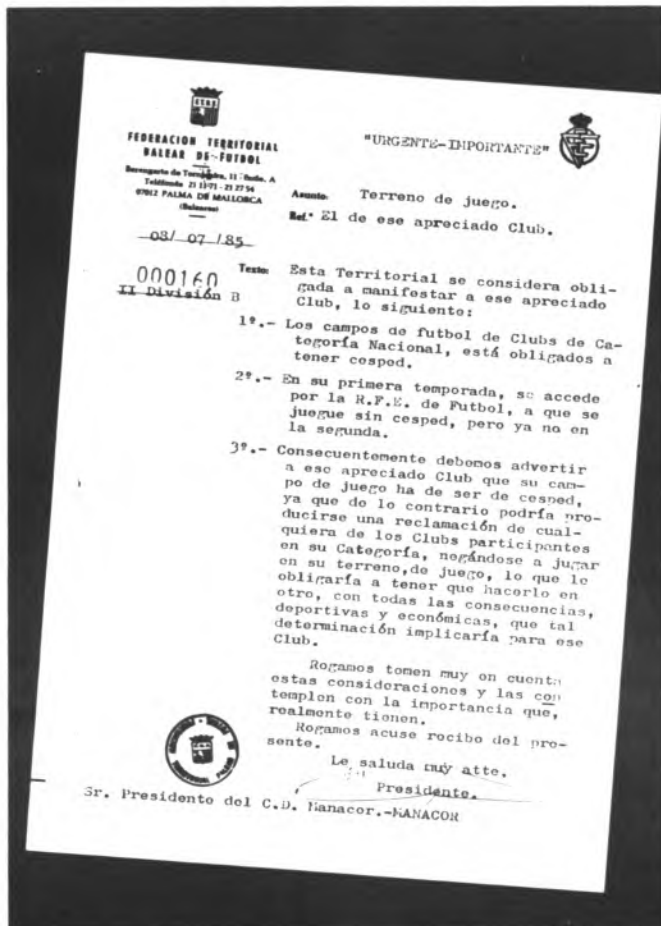 FEDERACION TERRITORIAL
BALEAR DE FUTBOL
07012 PALMA DE MALLORCA
(Baleares)
08/ 07 /85
000160
II División B
"URGENTE-IMPORTANTE"
Asunto: Terreno de juego.
Ref.ª El de ese apreciado Club.
Texto: Esta Territorial se considera obli-
gada a manifestar a ese apreciado
Club, lo siguiente:
1º.- Los campos de futbol de Clubs de Ca-
tegoría Nacional, está obligados a
tener cesped.
2º.- En su primera temporada, se accede
por la R.F.E. de Futbol, a que se
juegue sin cesped, pero ya no en
la segunda.
3º.- Consecuentemente debemos advertir
a ese apreciado Club que su cam-
po de juego ha de ser de cesped,
ya que de lo contrario podría pro-
ducirse una reclamación de cual-
quiera de los Clubs participantes
en su Categoría, negándose a jugar
en su terreno,de juego, lo que le
obligaría a tener que hacerlo en
otro, con todas las consecuencias,
deportivas y económicas, que tal
determinación implicaría para ese
Club.
Rogamos tomen muy en cuenta
estas consideraciones y las con
templen con la importancia que,
realmente tienen.
Rogamos acuse recibo del pre-
sente.
Le saluda muy atte.
Presidente.
Sr. Presidente del C.D. Manacor.-MANACOR